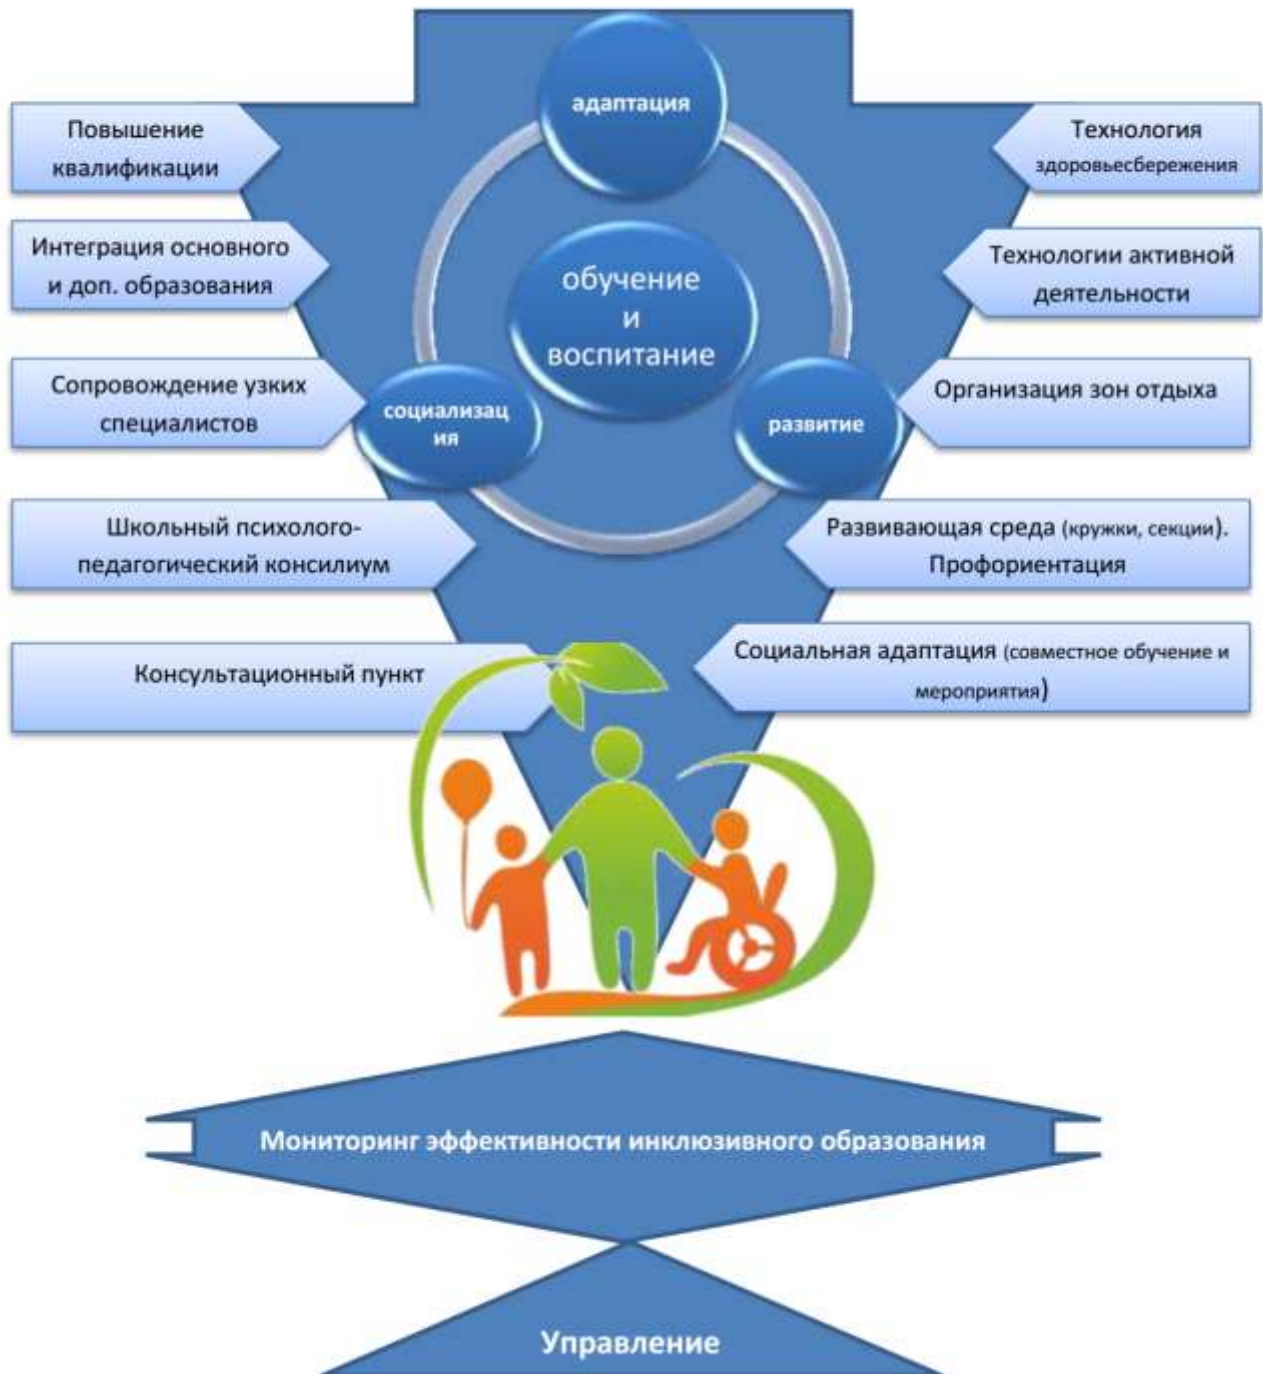 адаптация
Повышение
квалификации
Технология
здоровьесбережения
Интеграция основного
и доп. образования
обучение
и
воспитание
Технологии активной
деятельности
Сопровождение узких
специалистов
социализац
ия
развитие
Организация зон отдыха
Школьный психолого-
педагогический консилиум
Развивающая среда (кружки, секции).
Профориентация
Консультационный пункт
Социальная адаптация (совместное обучение и
мероприятия)
Мониторинг эффективности инклюзивного образования
Управление